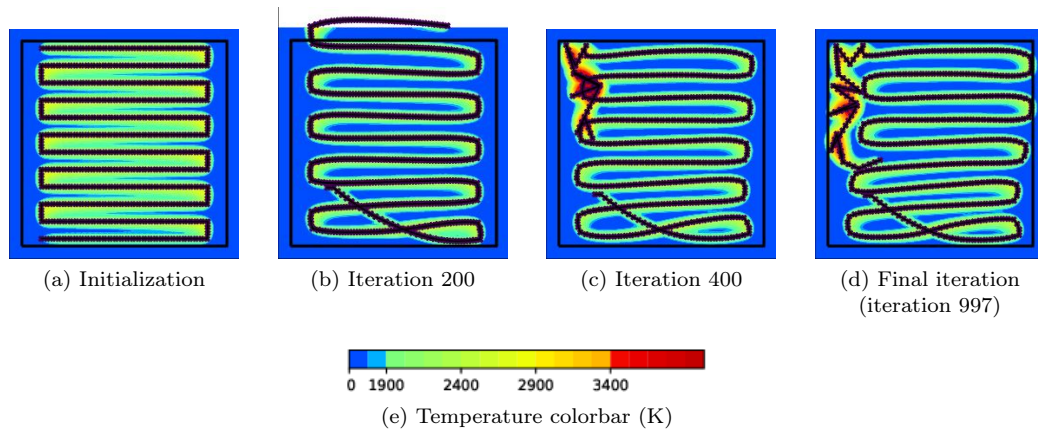 (a) Initialization
(b) Iteration 200
(c) Iteration 400
(d) Final iteration
(iteration 997)
0 1900 2400 2900 3400
(e) Temperature colorbar (K)